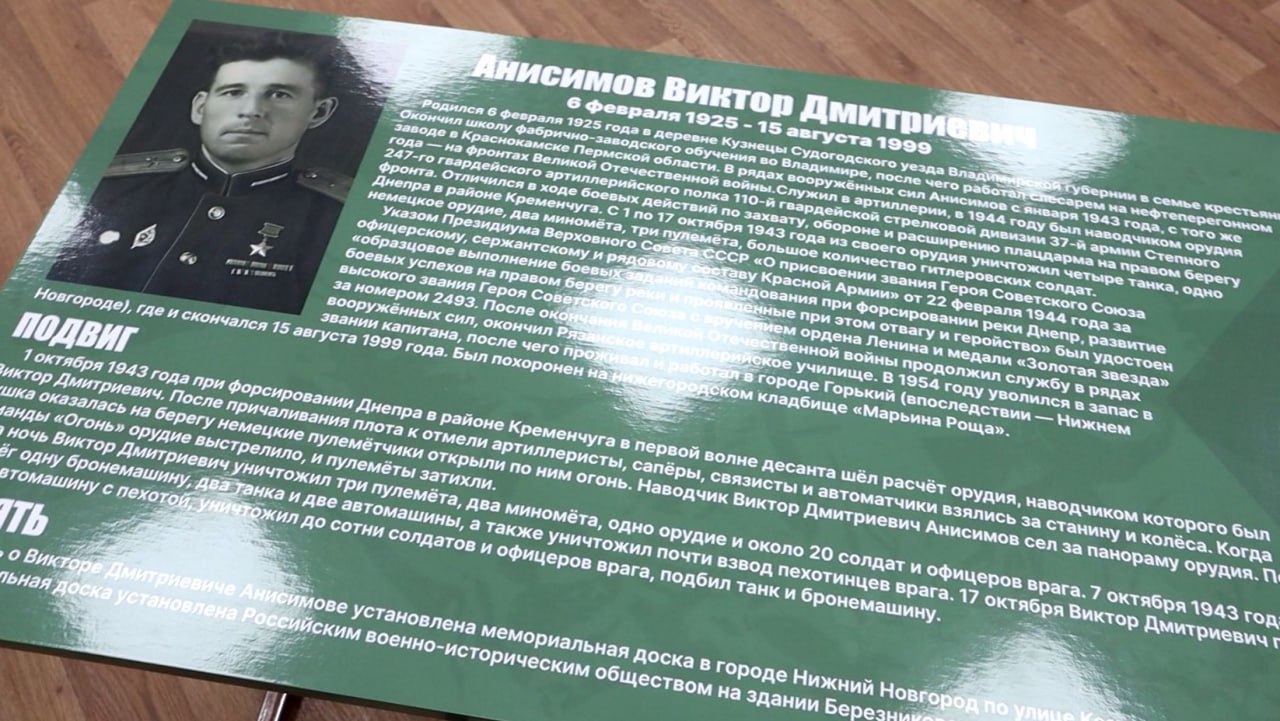 Анисимов Виктор Дмитриевич
6 февраля 1925 - 15 августа 1999
Родился 6 февраля 1925 года в деревне Кузнецы Судогодского уезда Владимирской губернии в семье крестьян
Окончил школу фабрично-заводского обучения во Владимире, после чего работал слесарем на нефтеперегонном
заводе в Краснокамске Пермской области. В рядах вооружённых сил Анисимов с января 1943 года, с того же
года — на фронтах Великой Отечественной войны.Служил в артиллерии, в 1944 году был наводчиком орудия
247-го гвардейского артиллерийского полка 110-й гвардейской стрелковой дивизии 37-й армии Степного
фронта. Отличился в ходе боевых действий по захвату, обороне и расширению плацдарма на правом берегу
Днепра в районе Кременчуга. С 1 по 17 октября 1943 года из своего орудия уничтожил четыре танка, одно
немецкое орудие, два миномёта, три пулемёта, большое количество гитлеровских солдат.
Указом Президиума Верховного Совета СССР «О присвоении звания Героя Советского Союза
офицерскому, сержантскому и рядовому составу Красной Армии» от 22 февраля 1944 года за
«образцовое выполнение боевых заданий командования при форсировании реки Днепр, развитие
боевых успехов на правом берегу реки и проявленные при этом отвагу и геройство» был удостоен
высокого звания Героя Советского Союза с вручением ордена Ленина и медали «Золотая звезда»
за номером 2493. После окончания Великой Отечественной войны продолжил службу в рядах
вооружённых сил, окончил Рязанское артиллерийское училище. В 1954 году уволился в запас в
звании капитана, после чего проживал и работал в городе Горький (впоследствии — Нижнем
Новгороде), где и скончался 15 августа 1999 года. Был похоронен на нижегородском кладбище «Марьина Роща».
ПОДВИГ
1 октября 1943 года при форсировании Днепра в районе Кременчуга в первой волне десанта шёл расчёт орудия, наводчиком которого был
Виктор Дмитриевич. После причаливания плота к отмели артиллеристы, сапёры, связисты и автоматчики взялись за станину и колёса. Когда
ушка оказалась на берегу немецкие пулемётчики открыли по ним огонь. Наводчик Виктор Дмитриевич Анисимов сел за панораму орудия. По
манды «Огонь» орудие выстрелило, и пулемёты затихли.
а ночь Виктор Дмитриевич уничтожил три пулемёта, два миномёта, одно орудие и около 20 солдат и офицеров врага. 7 октября 1943 года
ёг одну бронемашину, два танка и две автомашины, а также уничтожил почти взвод пехотинцев врага. 17 октября Виктор Дмитриевич п
автомашину с пехотой, уничтожил до сотни солдат и офицеров врага, подбил танк и бронемашину.
ЯТЬ
ь о Викторе Дмитриевиче Анисимове установлена мемориальная доска в городе Нижний Новгород по улице
льная доска установлена Российским военно-историческим обществом на здании Березников